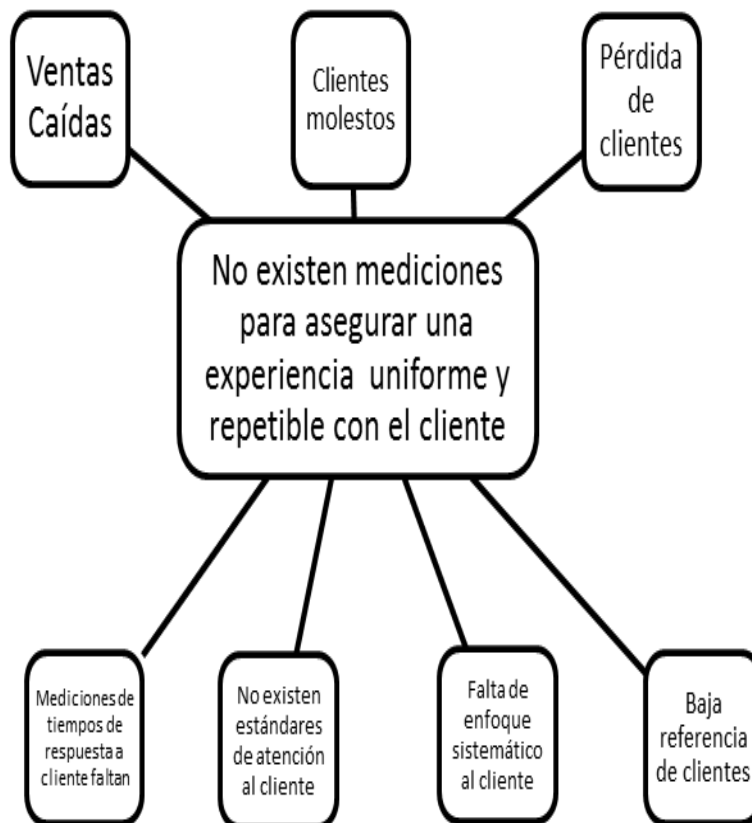 Ventas
Caídas
Clientes
molestos
Pérdida
de
clientes
No existen mediciones
para asegurar una
experiencia uniforme y
repetible con el cliente
Mediciones de
tiempos de
respuesta a
cliente faltan
No existen
estándares
de atención
al cliente
Falta de
enfoque
sistemático
al cliente
Baja
referencia
de clientes